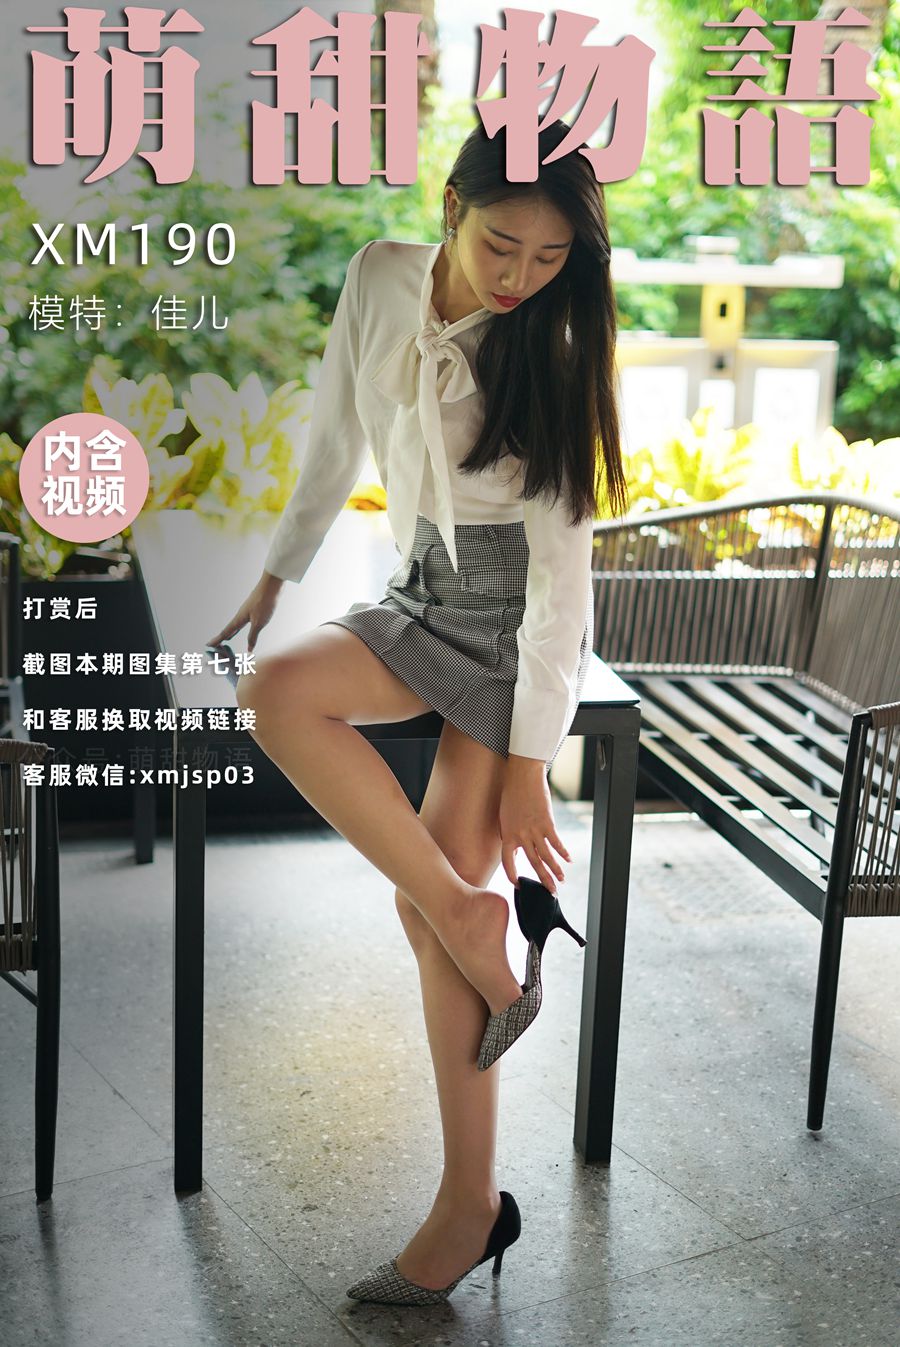 萌甜物語
XM190
模特：佳儿
内含
视频
打赏后
截图本期图集第七张
和客服换取视频链接
公众号:萌甜物语
客服微信:xmjsp03